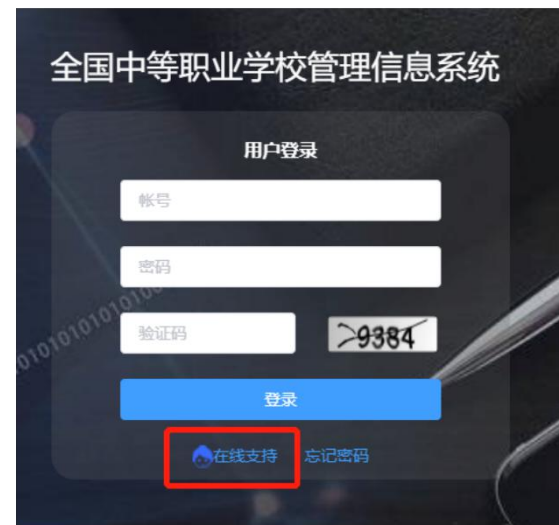 全国中等职业学校管理信息系统
用户登录
帐号
密码
验证码 9384
登录
在线支持 忘记密码